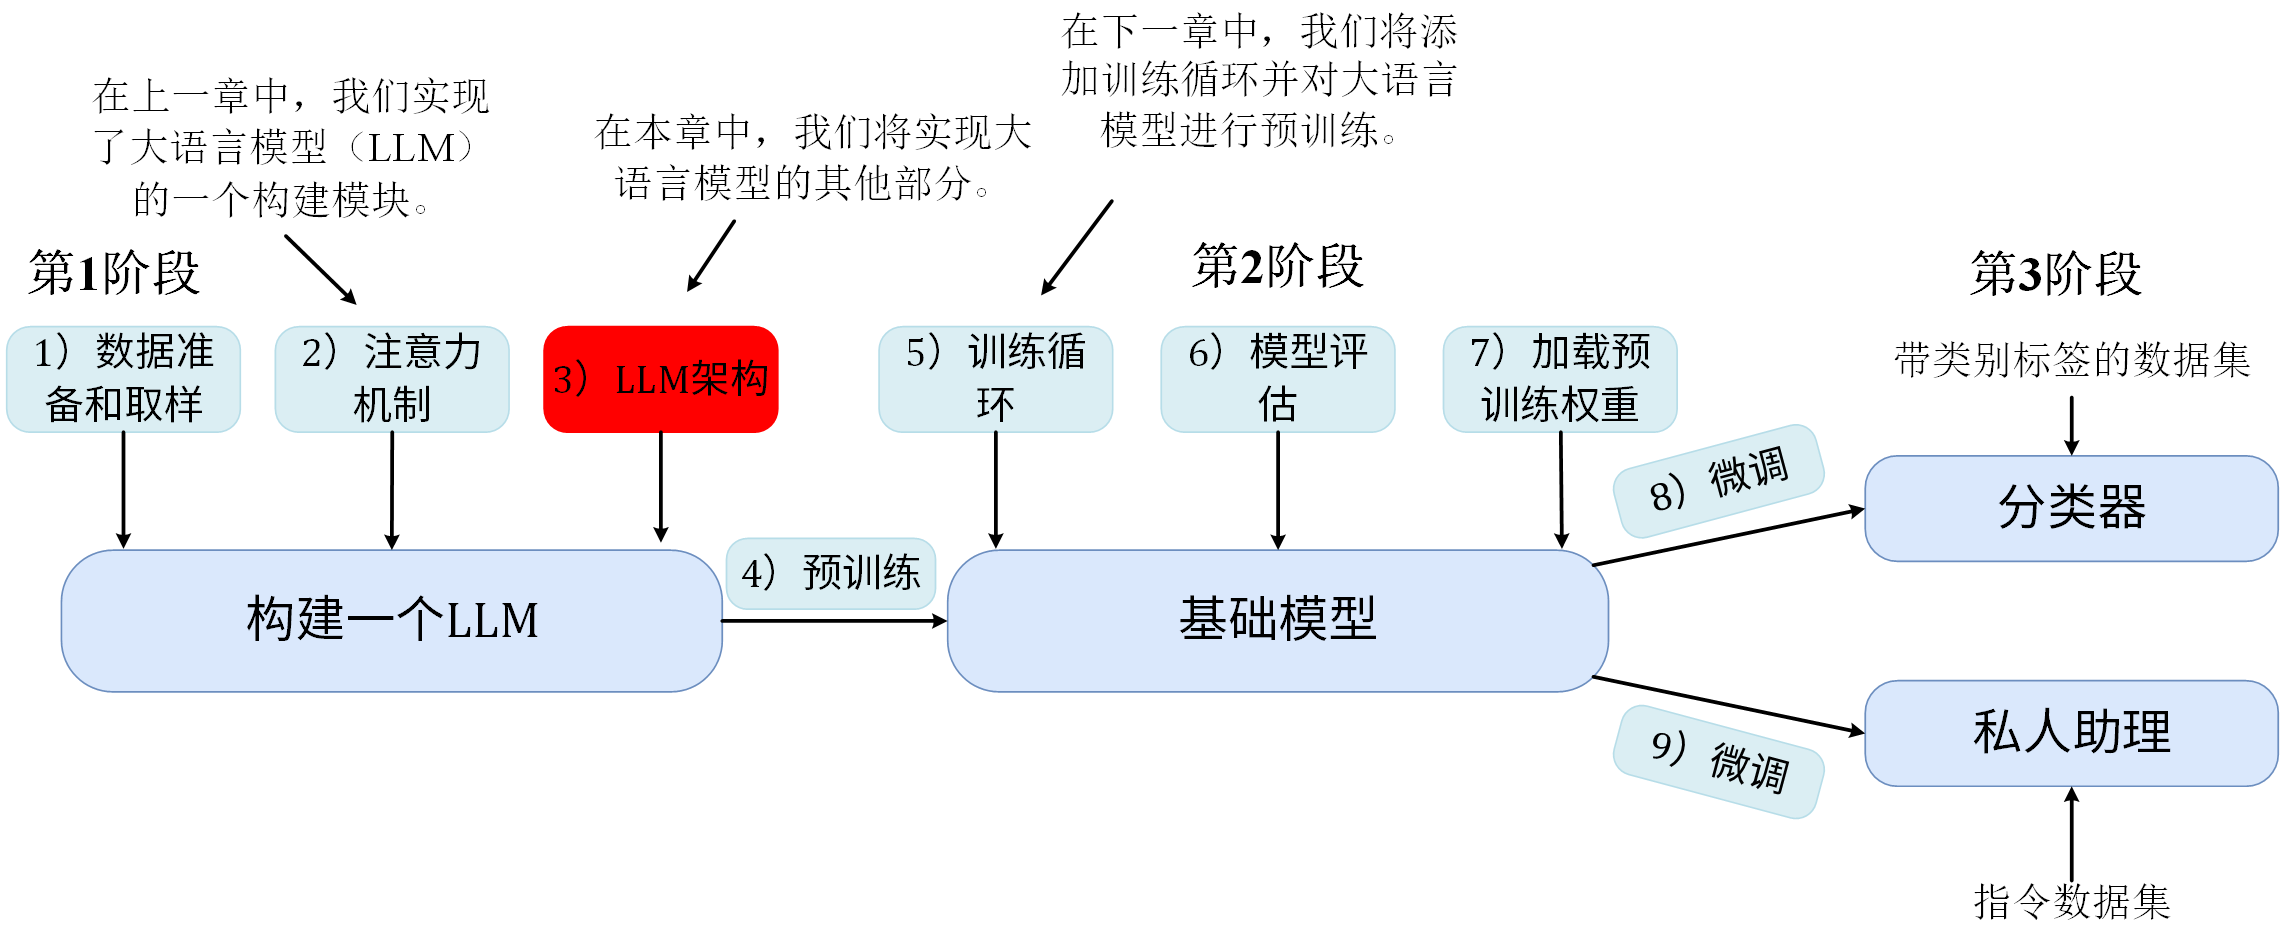 在上一章中，我们实现
了大语言模型（LLM）
的一个构建模块。
在本章中，我们将实现大
语言模型的其他部分。
在下一章中，我们将添
加训练循环并对大语言
模型进行预训练。
第1阶段
第2阶段
第3阶段
1）数据准
备和取样
2）注意力
机制
3）LLM架构
5）训练循
环
6）模型评
估
7）加载预
训练权重
带类别标签的数据集
构建一个LLM
4）预训练
基础模型
8）微调
分类器
9）微调
私人助理
指令数据集